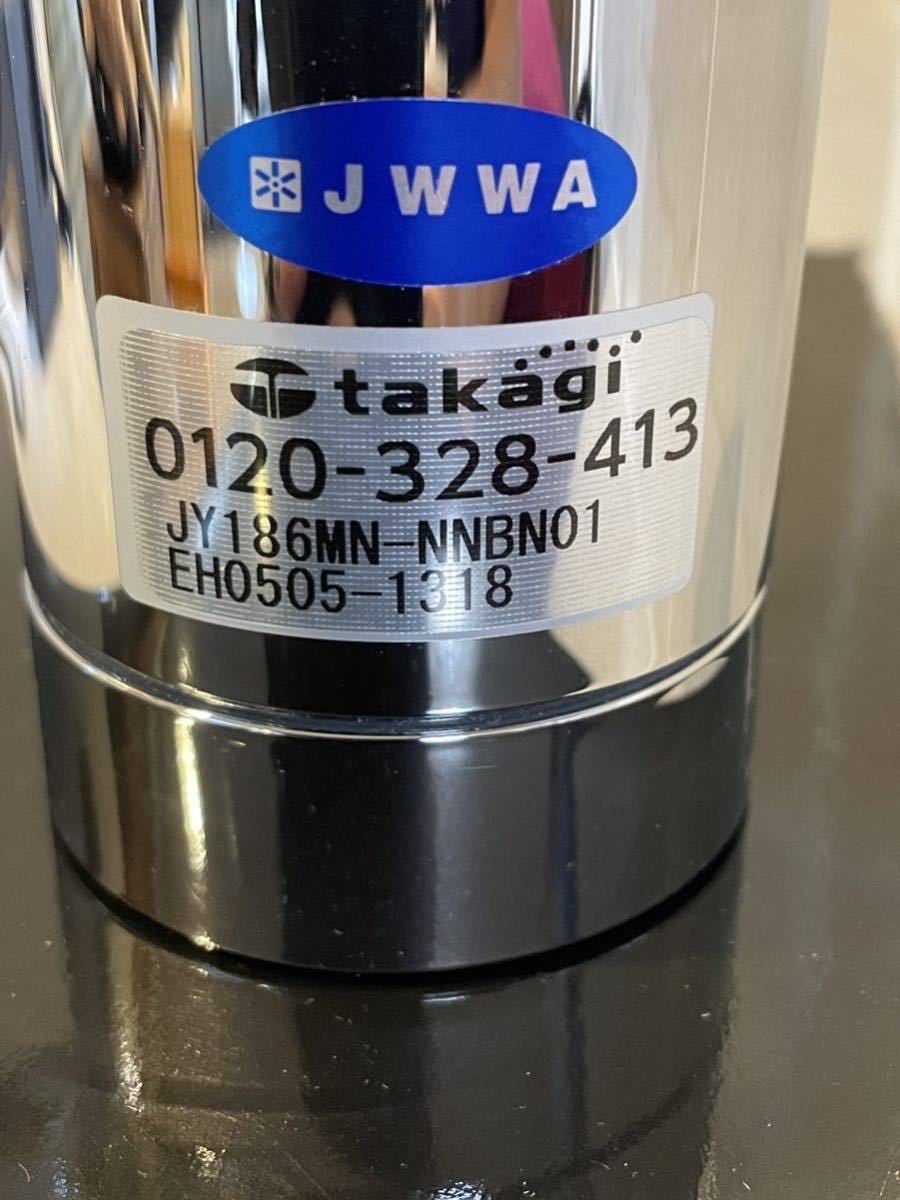 JWWA
takagi
0120-328-413
JY186MN-NNBN01
EH0505-1318